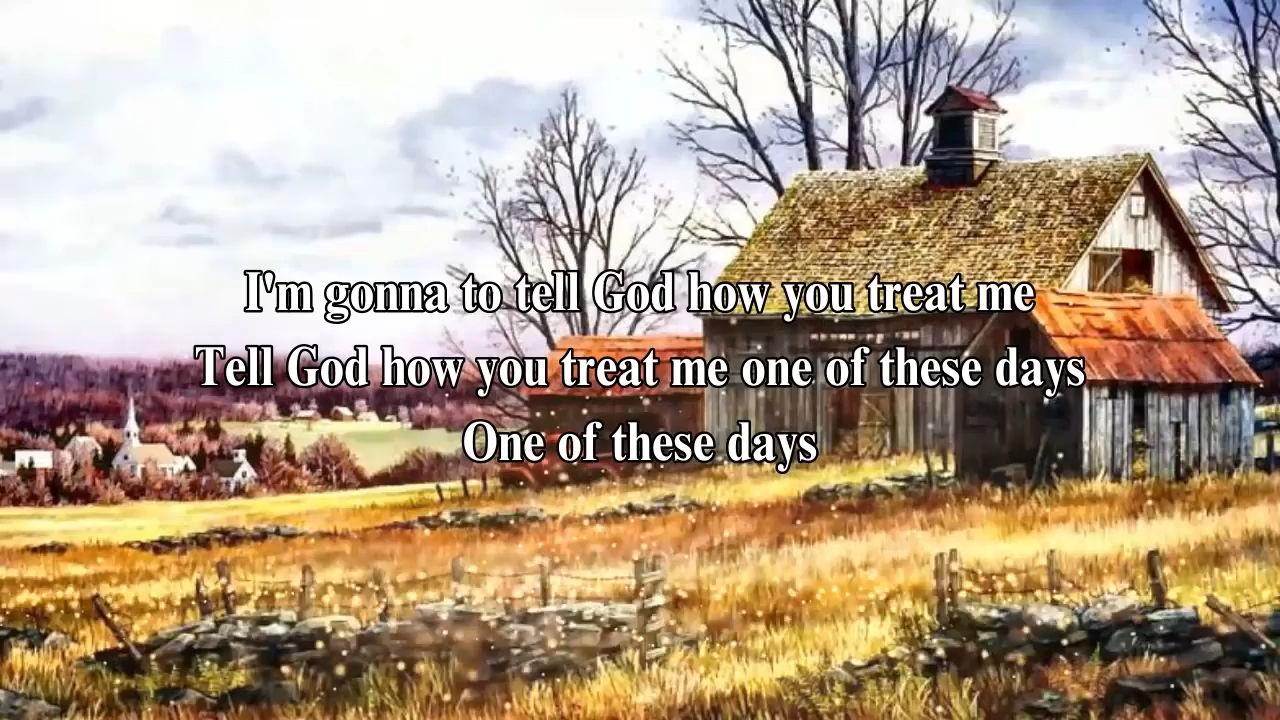 I'm gonna to tell God how you treat me
Tell God how you treat me one of these days
One of these days